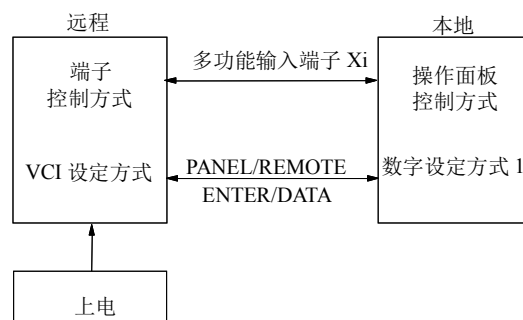 远程
本地
端子
控制方式
多功能输入端子 Xi
操作面板
控制方式
VCI 设定方式
PANEL/REMOTE
ENTER/DATA
数字设定方式 1
上电